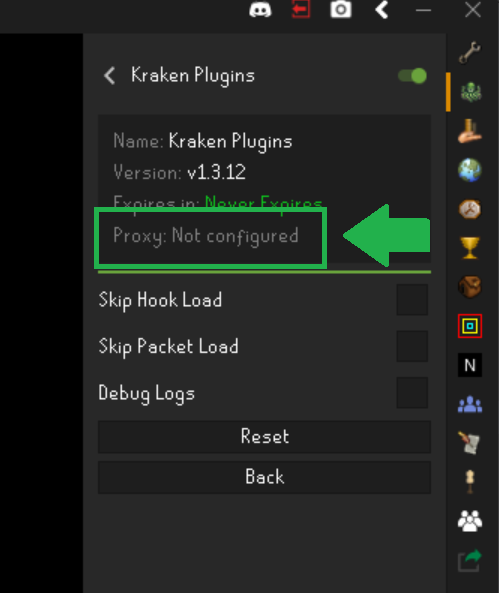 Kraken Plugins
Name: Kraken Plugins
Version: v1.3.12
Expires in: Never Expires
Proxy: Not configured
Skip Hook Load
Skip Packet Load
Debug Logs
Reset
Back
N